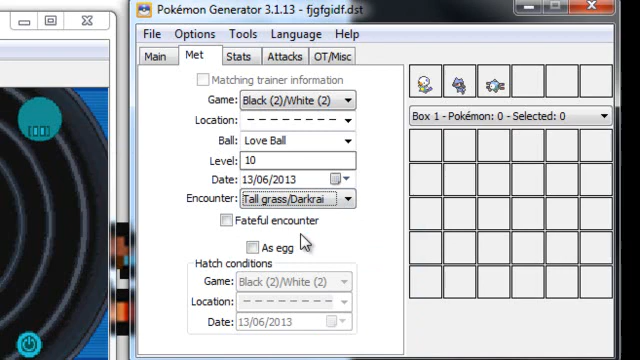 Pokémon Generator 3.1.13 - fjgfgidf.dst
File Options Tools Language Help
Main Met Stats Attacks OT/Misc
Matching trainer information
Game: Black (2)/White (2)
Location: - - - - - - - - -
Ball: Love Ball
Level: 10
Date: 13/06/2013
Encounter: Tall grass/Darkrai
Fateful encounter
As egg
Hatch conditions
Game: Black (2)/White (2)
Location: - - - - - - - - -
Date: 13/06/2013
Box 1 - Pokémon: 0 - Selected: 0